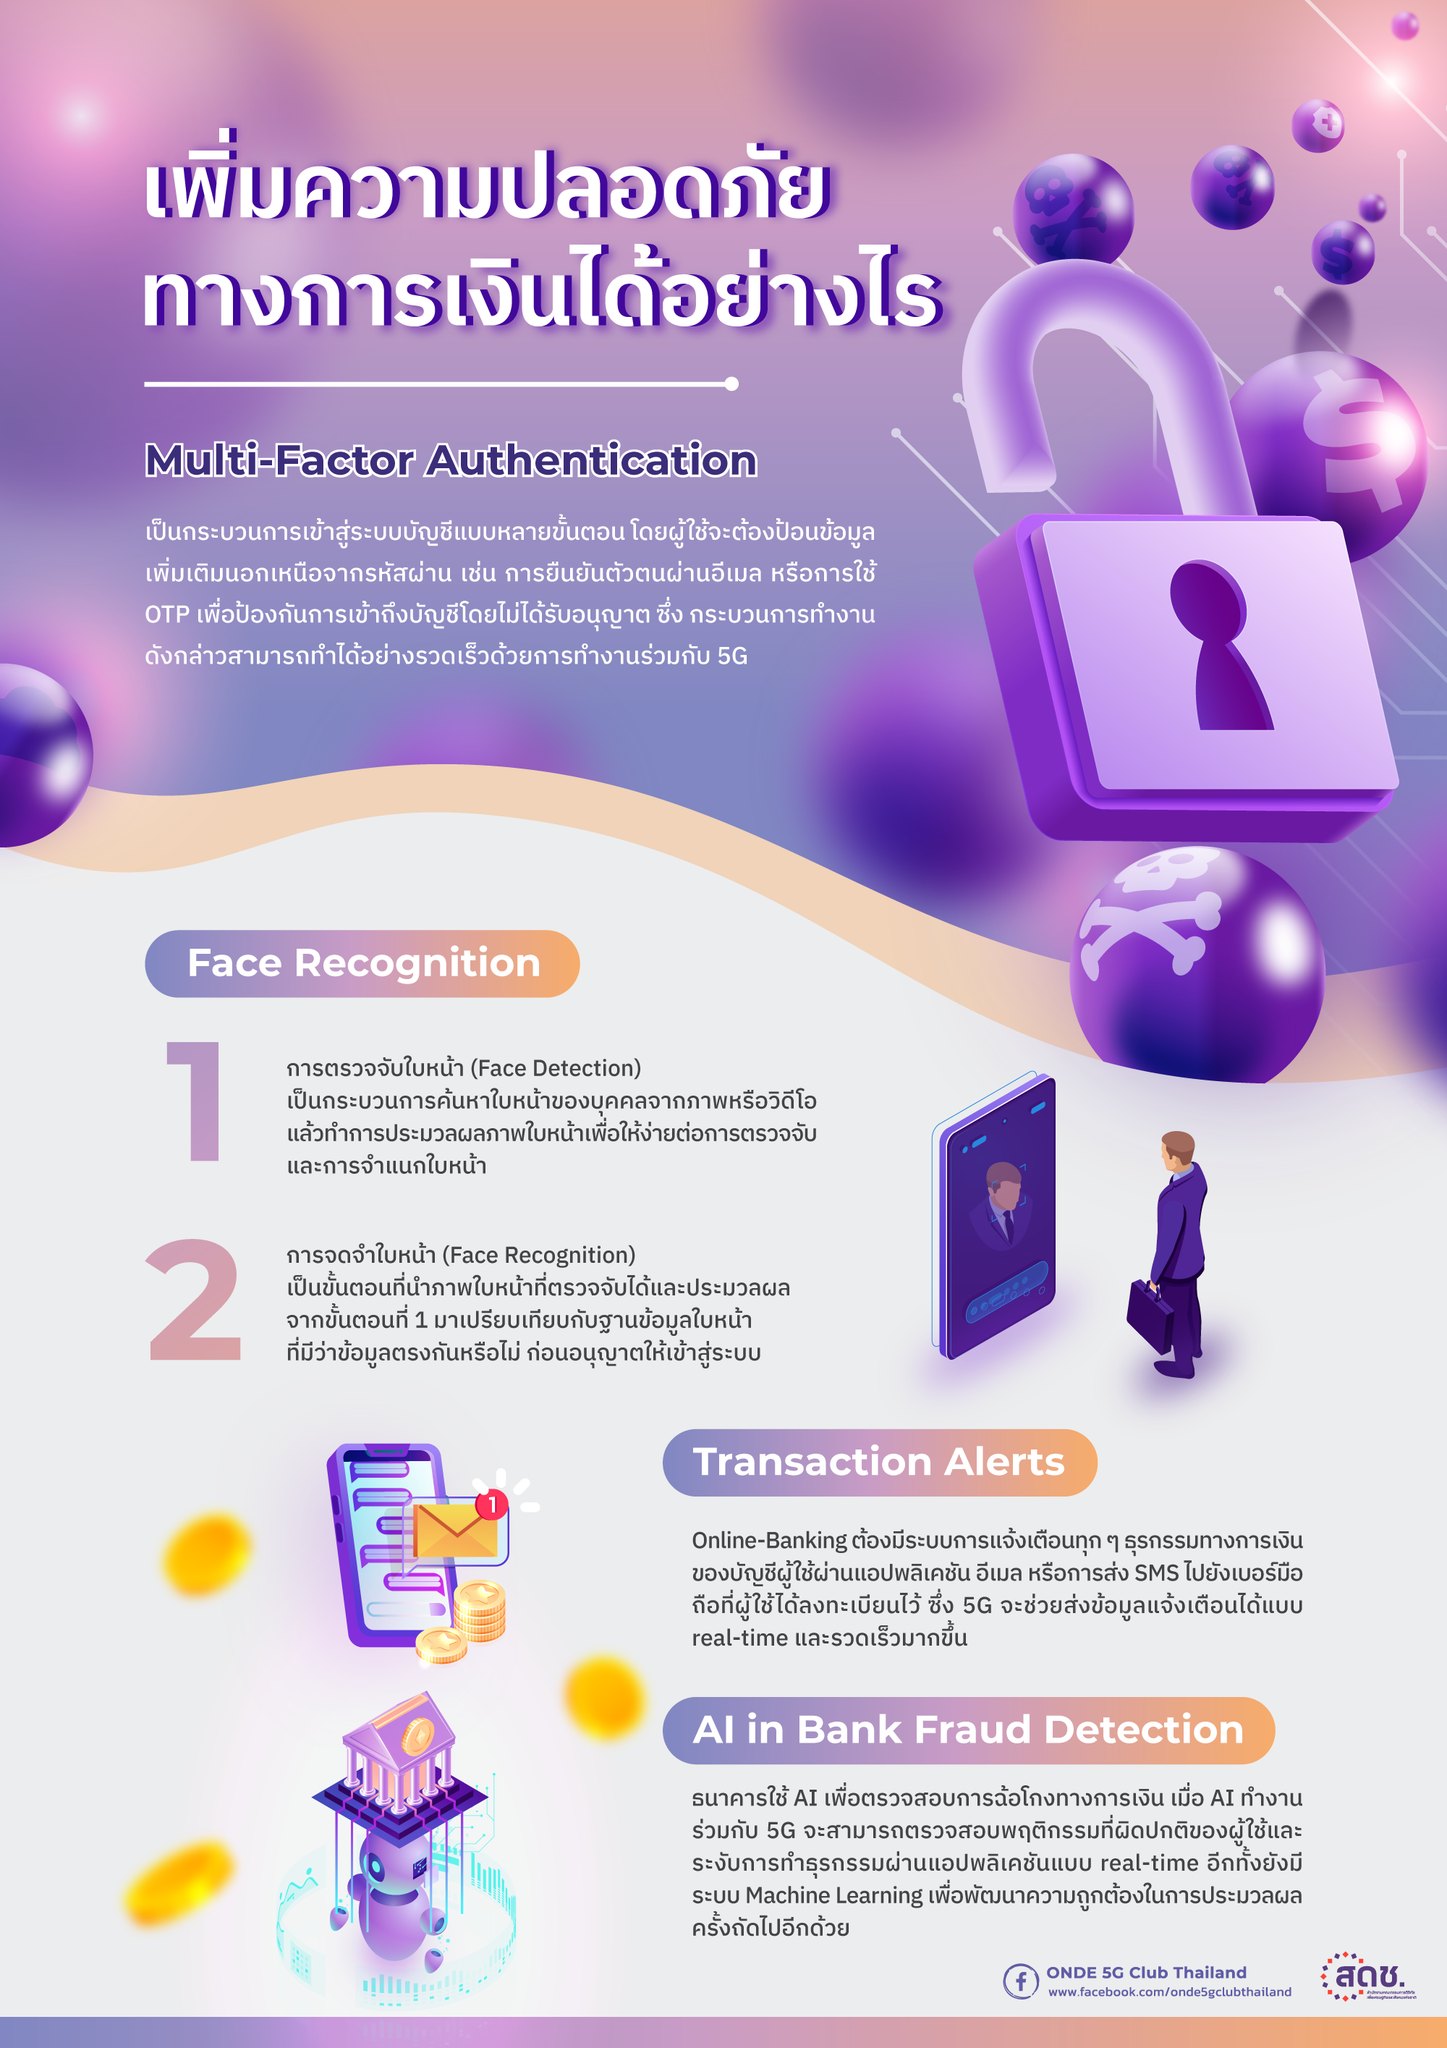 เพิ่มความปลอดภัย
ทางการเงินได้อย่างไร
Multi-Factor Authentication
เป็นกระบวนการเข้าสู่ระบบบัญชีแบบหลายขั้นตอน โดยผู้ใช้จะต้องป้อนข้อมูล
เพิ่มเติมนอกเหนือจากรหัสผ่าน เช่น การยืนยันตัวตนผ่านอีเมล หรือการใช้
OTP เพื่อป้องกันการเข้าถึงบัญชีโดยไม่ได้รับอนุญาต ซึ่ง กระบวนการทำงาน
ดังกล่าวสามารถทำได้อย่างรวดเร็วด้วยการทำงานร่วมกับ 5G
Face Recognition
1
การตรวจจับใบหน้า (Face Detection)
เป็นกระบวนการค้นหาใบหน้าของบุคคลจากภาพหรือวิดีโอ
แล้วทำการประมวลผลภาพใบหน้าเพื่อให้ง่ายต่อการตรวจจับ
และการจำแนกใบหน้า
2
การจดจำใบหน้า (Face Recognition)
เป็นขั้นตอนที่นำภาพใบหน้าที่ตรวจจับได้และประมวลผล
จากขั้นตอนที่ 1 มาเปรียบเทียบกับฐานข้อมูลใบหน้า
ที่มีว่าข้อมูลตรงกันหรือไม่ ก่อนอนุญาตให้เข้าสู่ระบบ
1
Transaction Alerts
Online-Banking ต้องมีระบบการแจ้งเตือนทุก ๆ ธุรกรรมทางการเงิน
ของบัญชีผู้ใช้ผ่านแอปพลิเคชัน อีเมล หรือการส่ง SMS ไปยังเบอร์มือ
ถือที่ผู้ใช้ได้ลงทะเบียนไว้ ซึ่ง 5G จะช่วยส่งข้อมูลแจ้งเตือนได้แบบ
real-time และรวดเร็วมากขึ้น
AI in Bank Fraud Detection
ธนาคารใช้ AI เพื่อตรวจสอบการฉ้อโกงทางการเงิน เมื่อ AI ทำงาน
ร่วมกับ 5G จะสามารถตรวจสอบพฤติกรรมที่ผิดปกติของผู้ใช้และ
ระงับการทำธุรกรรมผ่านแอปพลิเคชันแบบ real-time อีกทั้งยังมี
ระบบ Machine Learning เพื่อพัฒนาความถูกต้องในการประมวลผล
ครั้งถัดไปอีกด้วย
ONDE 5G Club Thailand
www.facebook.com/onde5gclubthailand
สดช.